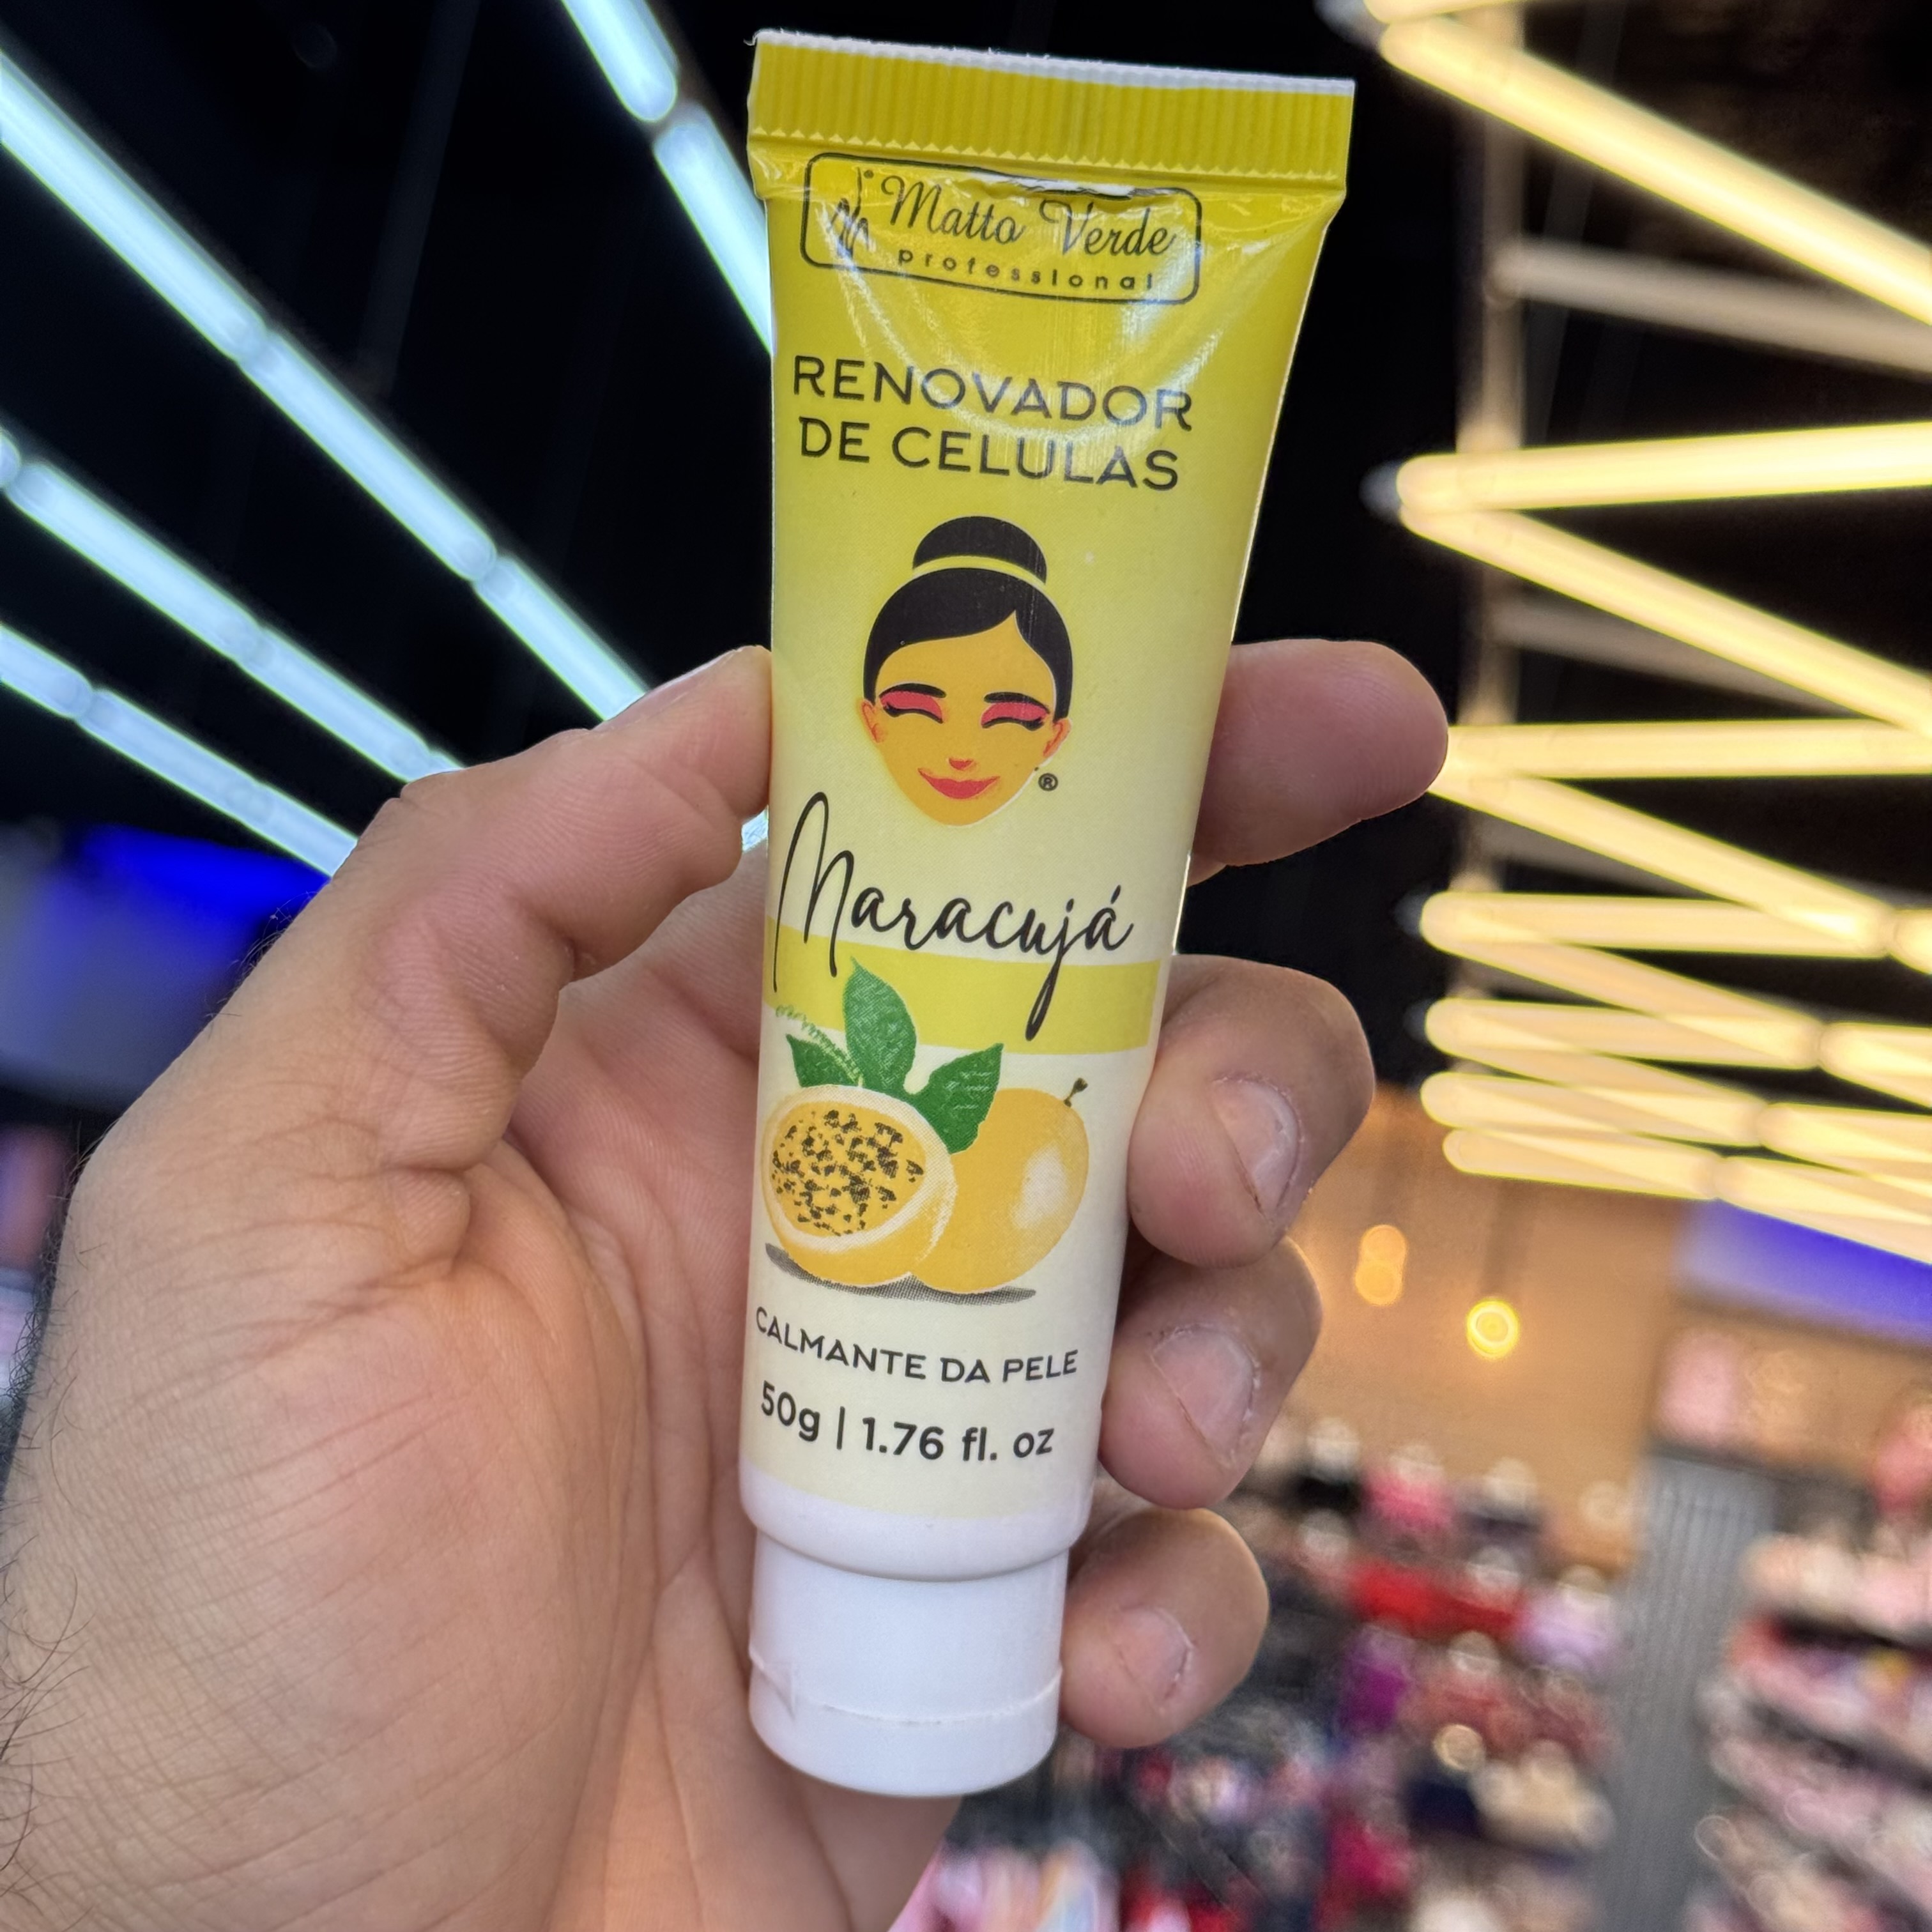 Matto Verde
professional
RENOVADOR
DE CELULAS
®
Maracujá
CALMANTE DA PELE
50g | 1.76 fl. oz